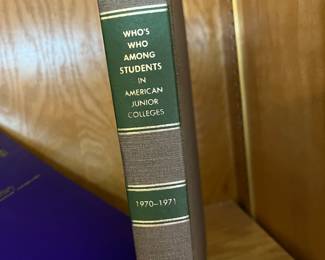 WHO'S
WHO AMONG
STUDENTS
IN
AMERICAN
JUNIOR
COLLEGES
1970-1971